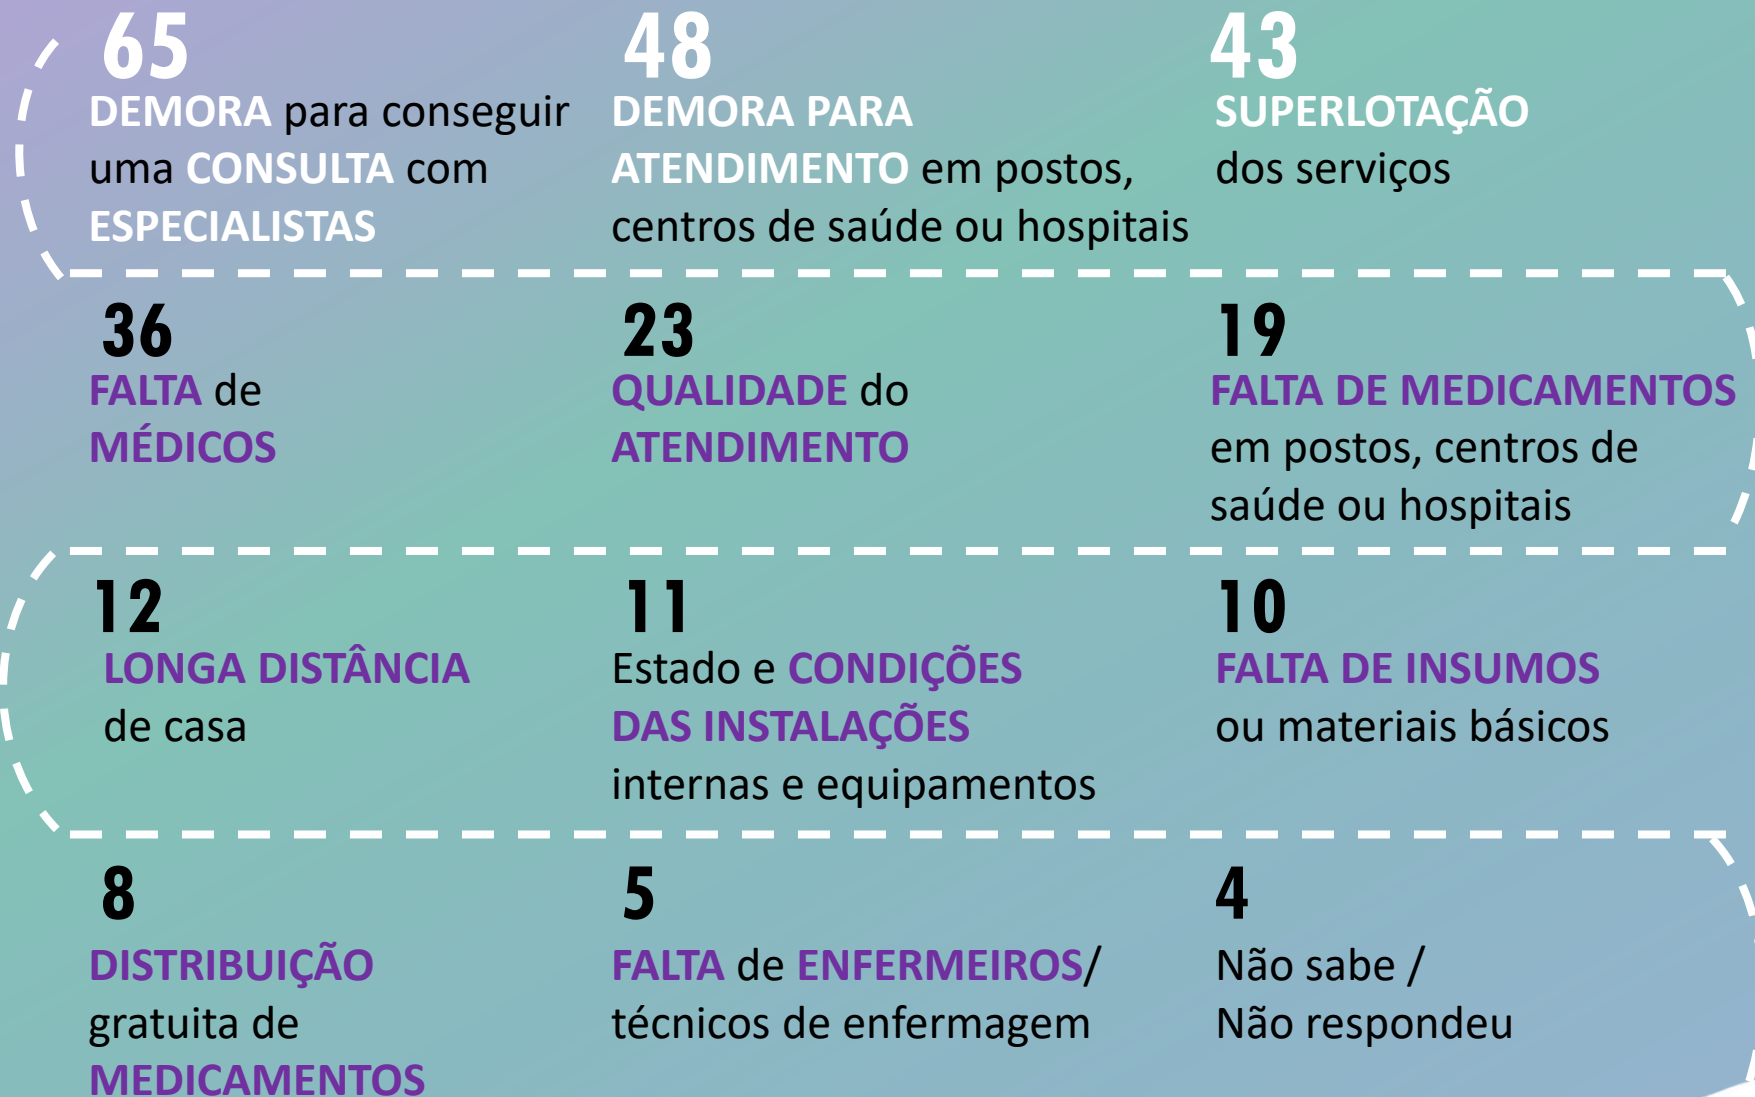 65
DEMORA para conseguir
uma CONSULTA com
ESPECIALISTAS
48
DEMORA PARA
ATENDIMENTO em postos,
centros de saúde ou hospitais
43
SUPERLOTAÇÃO
dos serviços
36
FALTA de
MÉDICOS
23
QUALIDADE do
ATENDIMENTO
19
FALTA DE MEDICAMENTOS
em postos, centros de
saúde ou hospitais
12
LONGA DISTÂNCIA
de casa
11
Estado e CONDIÇÕES
DAS INSTALAÇÕES
internas e equipamentos
10
FALTA DE INSUMOS
ou materiais básicos
8
DISTRIBUIÇÃO
gratuita de
MEDICAMENTOS
5
FALTA de ENFERMEIROS/
técnicos de enfermagem
4
Não sabe /
Não respondeu